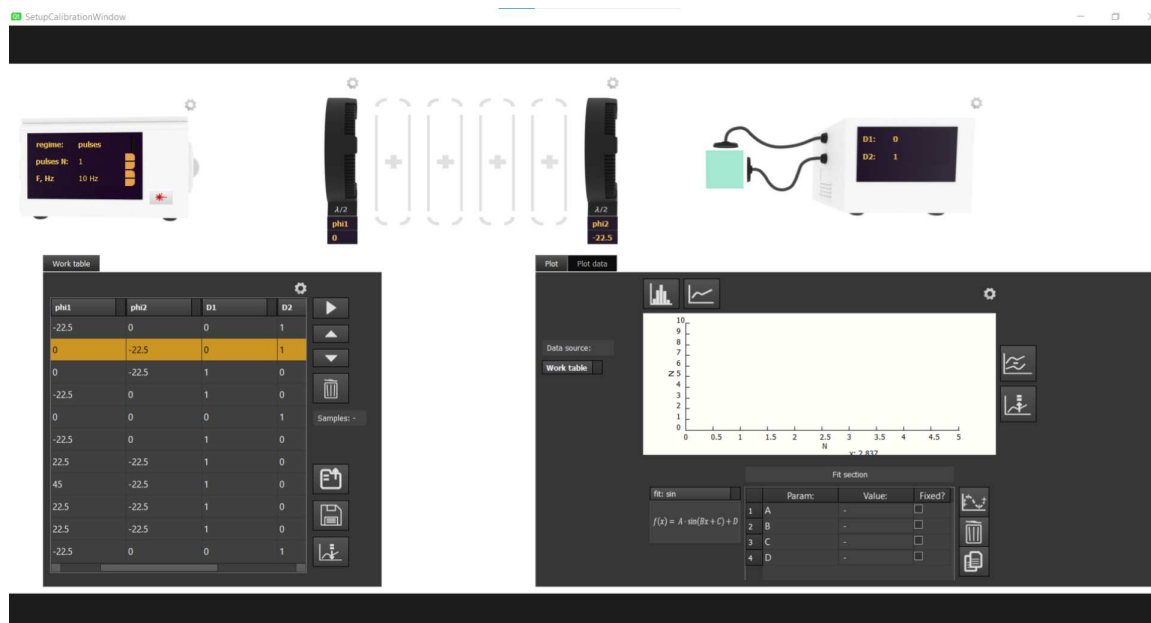 Qt SetupCalibrationWindow
regime: pulses
pulses N: 1
F, Hz 10 Hz
λ/2
phi1
0
λ/2
phi2
-22.5
D1: 0
D2: 1
Work table
phi1 phi2 D1 D2
-22.5 0 0 1
0 -22.5 0 1
0 -22.5 1 0
-22.5 0 1 0
0 0 0 1
-22.5 0 1 0
22.5 -22.5 1 0
45 -22.5 1 0
22.5 -22.5 1 0
22.5 -22.5 1 0
-22.5 0 0 1
Samples: -
Plot Plot data
Data source:
Work table
10
9
8
7
6
5
4
3
2
1
0
N
0 0.5 1 1.5 2 2.5 3 3.5 4 4.5 5
N
x: 2.837
Fit section
fit: sin
f(x) = A · sin(Bx + C) + D
Param: Value: Fixed?
1 A -
2 B -
3 C -
4 D -